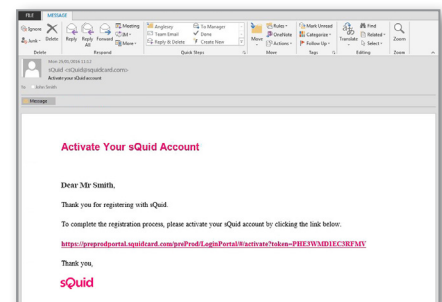 FILE MESSAGE
Ignore
Junk
Delete
Reply
Reply All
Forward
Meeting
IM
More
Anglesey
Team Email
Reply & Delete
To Manager
Done
Create New
Move
Rules
OneNote
Actions
Mark Unread
Categorize
Follow Up
Translate
Find
Related
Select
Zoom
Delete Respond Quick Steps Move Tags Editing Zoom
sQuid <sQuid@squidcard.com>
Activate your sQuid account
To John Smith
Message
Activate Your sQuid Account
Dear Mr Smith,
Thank you for registering with sQuid.
To complete the registration process, please activate your sQuid account by clicking the link below.
https://preprodportal.squidcard.com/preProd/LoginPortal/#/activate?token=PHE3WMD1EC3RFMV
Thank you,
sQuid